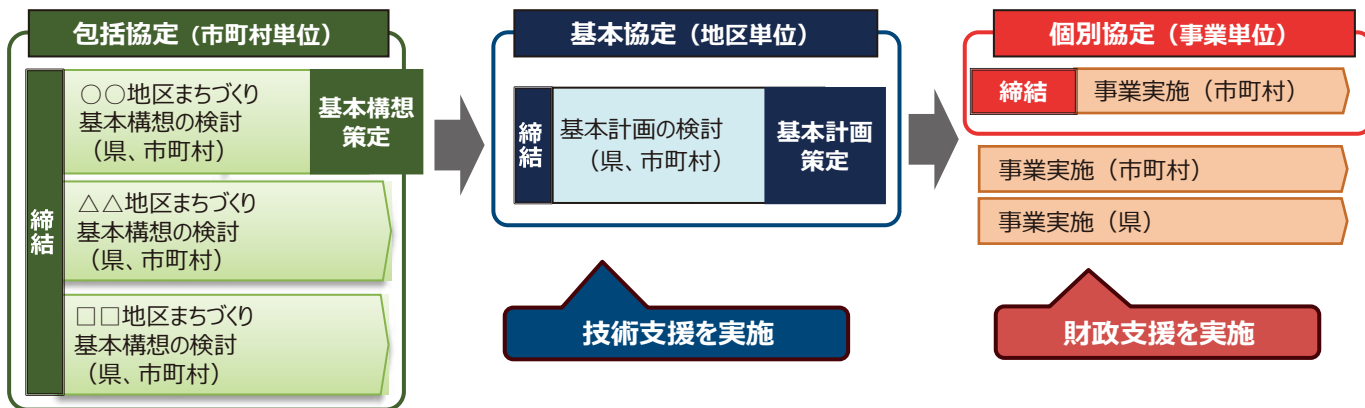 包括協定（市町村単位）
締結
○○地区まちづくり
基本構想の検討
（県、市町村）
基本構想
策定
△△地区まちづくり
基本構想の検討
（県、市町村）
□□地区まちづくり
基本構想の検討
（県、市町村）
基本協定（地区単位）
締結
基本計画の検討
（県、市町村）
基本計画
策定
技術支援を実施
個別協定（事業単位）
締結
事業実施（市町村）
事業実施（市町村）
事業実施（県）
財政支援を実施